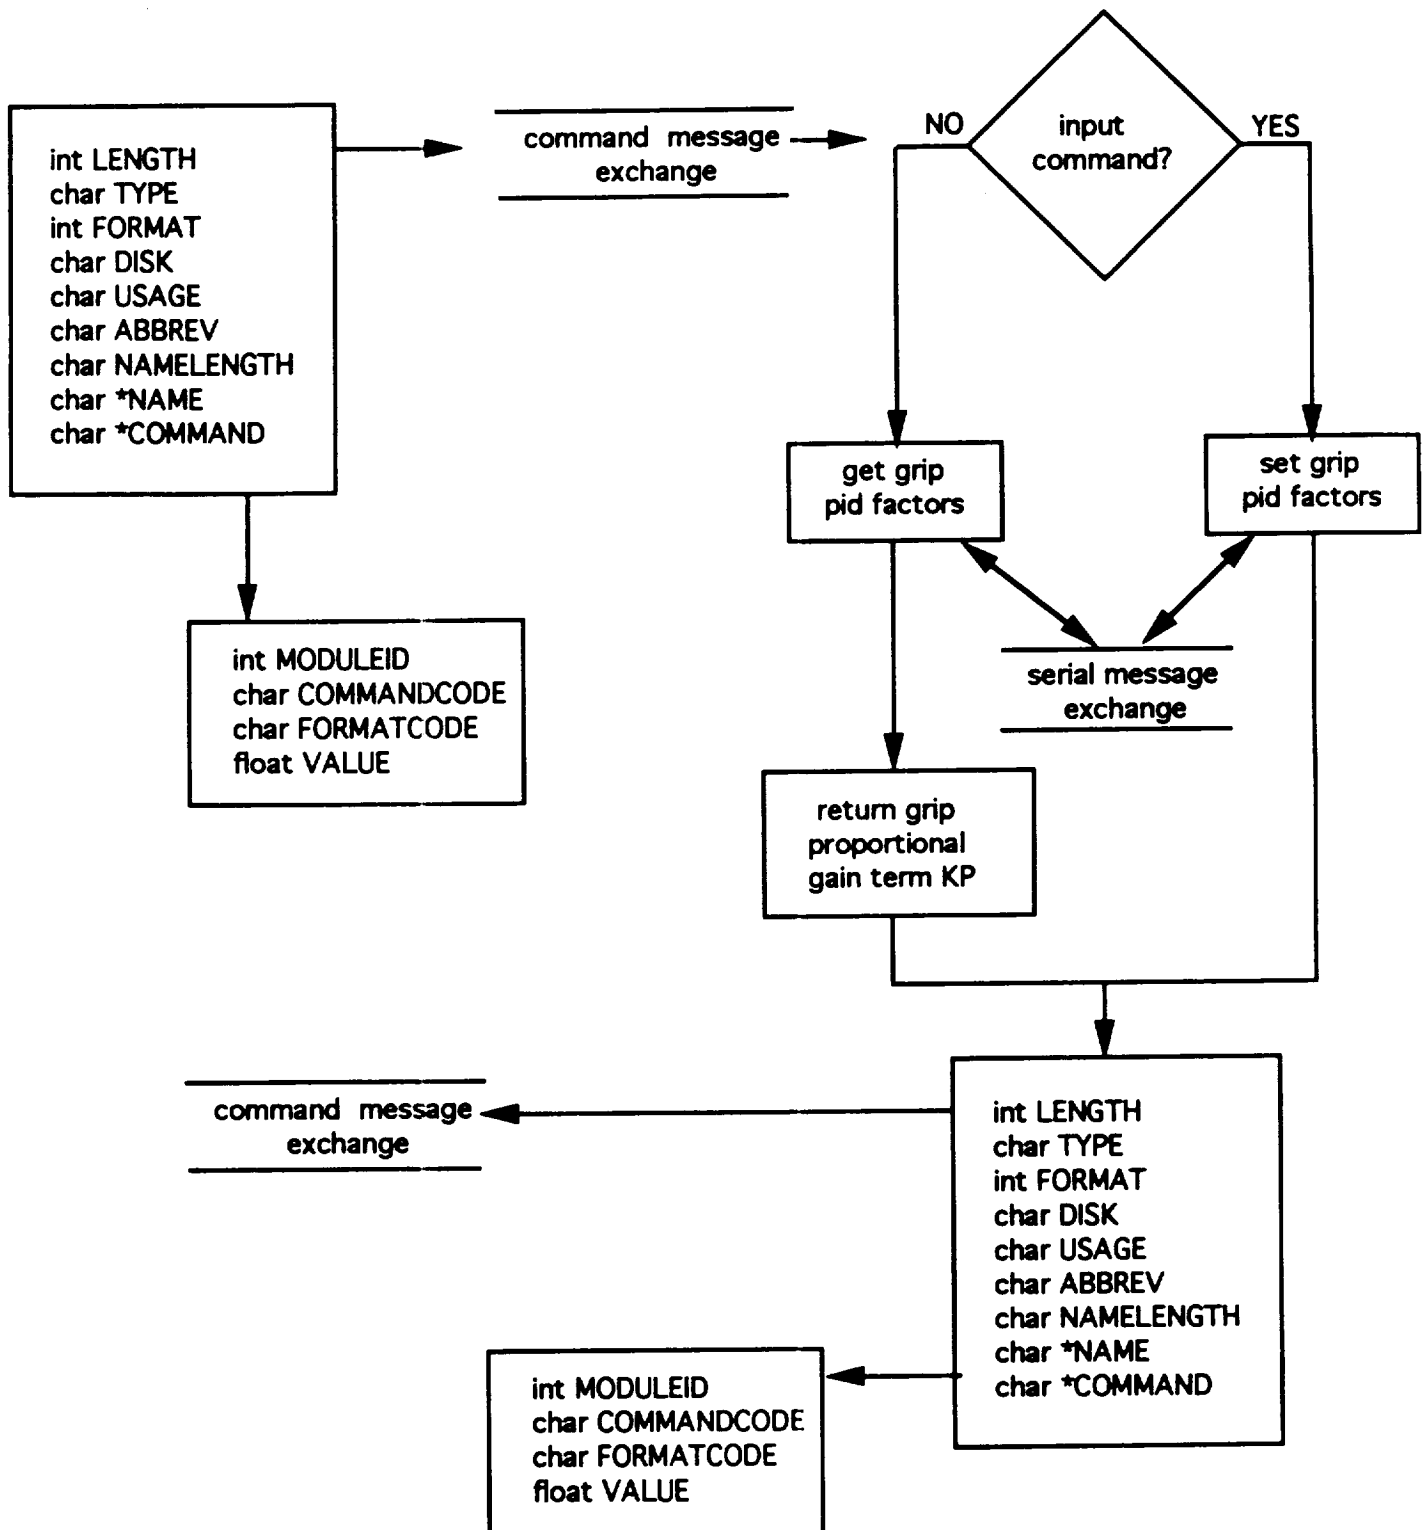 int LENGTH
char TYPE
int FORMAT
char DISK
char USAGE
char ABBREV
char NAMELENGTH
char *NAME
char *COMMAND
command message
exchange
NO
input
command?
YES
get grip
pid factors
set grip
pid factors
int MODULEID
char COMMANDCODE
char FORMATCODE
float VALUE
serial message
exchange
return grip
proportional
gain term KP
command message
exchange
int LENGTH
char TYPE
int FORMAT
char DISK
char USAGE
char ABBREV
char NAMELENGTH
char *NAME
char *COMMAND
int MODULEID
char COMMANDCODE
char FORMATCODE
float VALUE